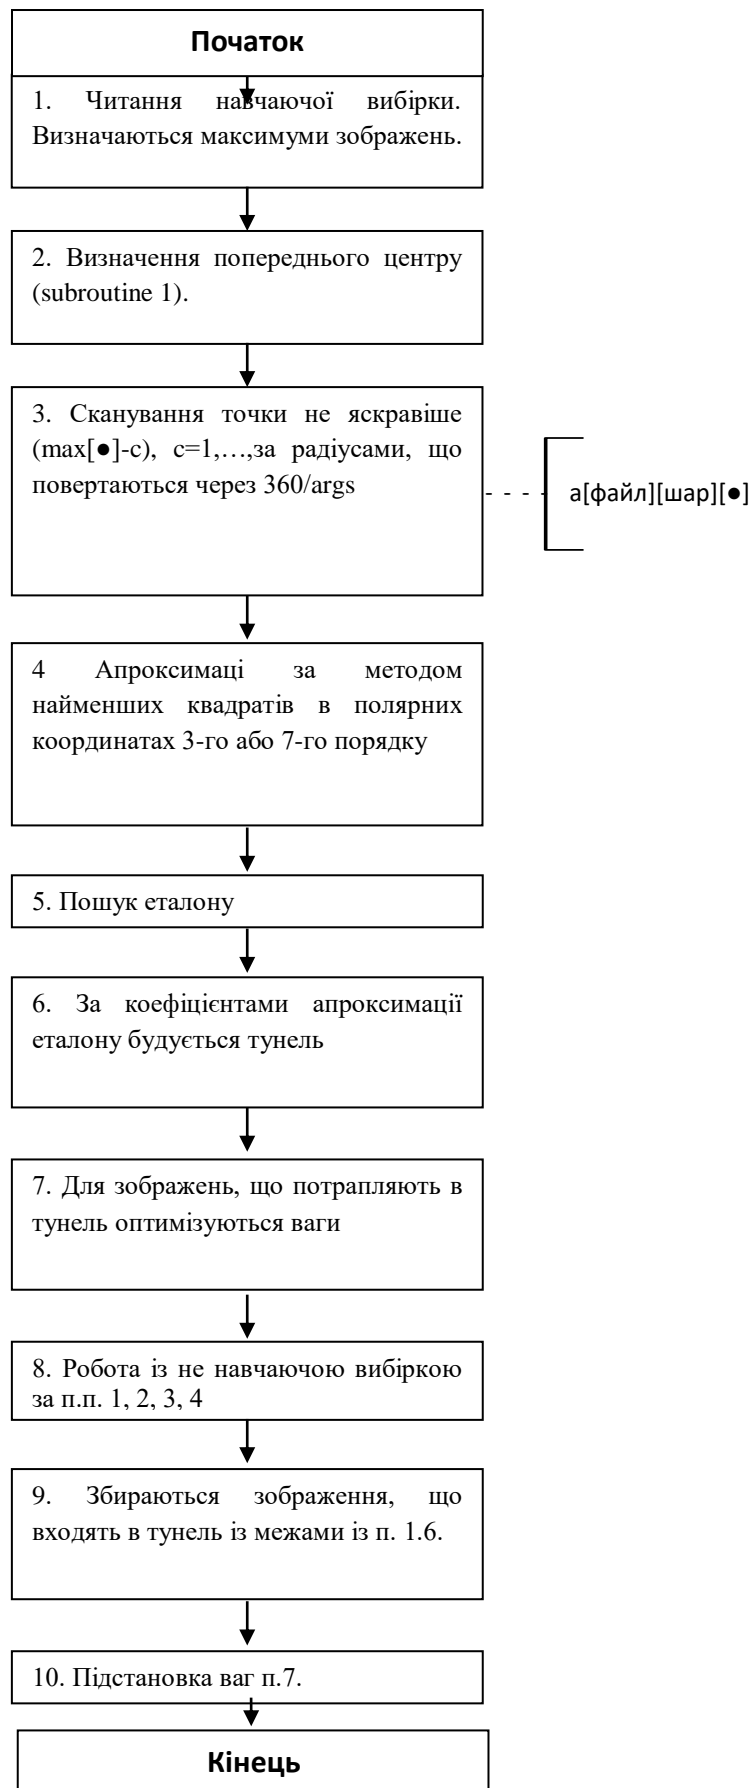 Початок
1. Читання навчаючої вибірки.
Визначаються максимуми зображень.
2. Визначення попереднього центру
(subroutine 1).
3. Сканування точки не яскравіше
(max[●]-c), c=1,…,за радіусами, що
повертаються через 360/args
a[файл][шар][●]
4 Апроксимаці за методом
найменших квадратів в полярних
координатах 3-го або 7-го порядку
5. Пошук еталону
6. За коефіцієнтами апроксимації
еталону будується тунель
7. Для зображень, що потрапляють в
тунель оптимізуються ваги
8. Робота із не навчаючою вибіркою
за п.п. 1, 2, 3, 4
9. Збираються зображення, що
входять в тунель із межами із п. 1.6.
10. Підстановка ваг п.7.
Кінець